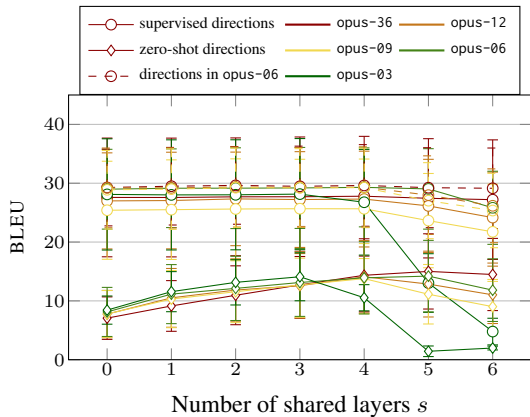 supervised directions opus-36 opus-12
zero-shot directions opus-09 opus-06
directions in opus-06 opus-03
40
30
20
10
0
BLEU
0 1 2 3 4 5 6
Number of shared layers s